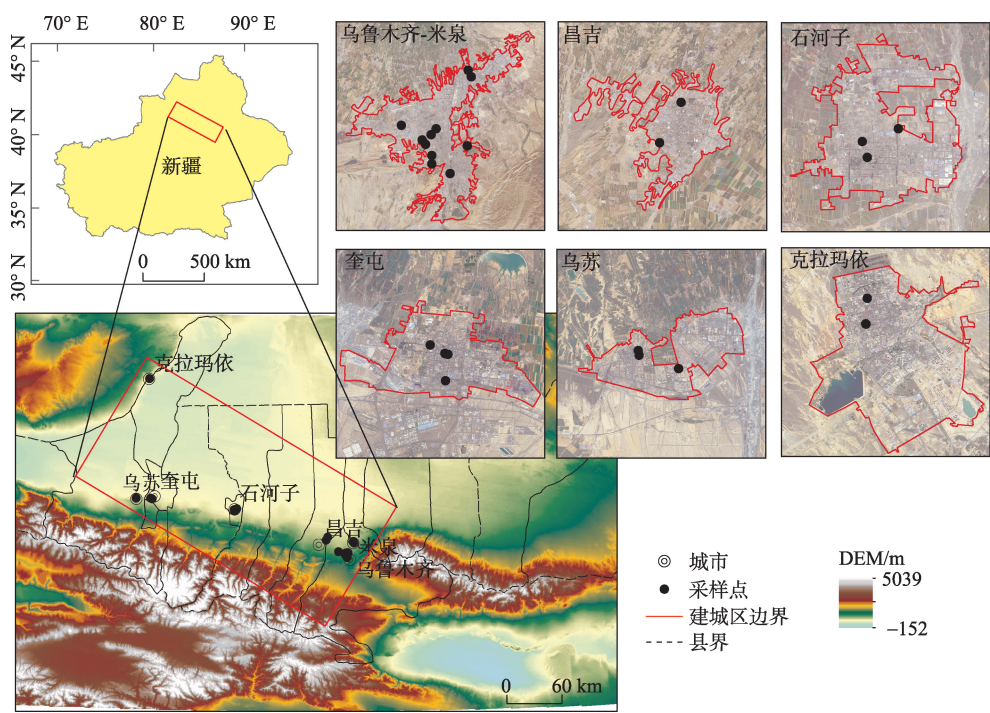 70° E
80° E
90° E
45° N
40° N
35° N
30° N
新疆
0
500 km
乌鲁木齐-米泉
昌吉
石河子
奎屯
乌苏
克拉玛依
克拉玛依
乌苏
奎屯
石河子
昌吉
米泉
乌鲁木齐
0
60 km
城市
采样点
建城区边界
县界
DEM/m
5039
−152